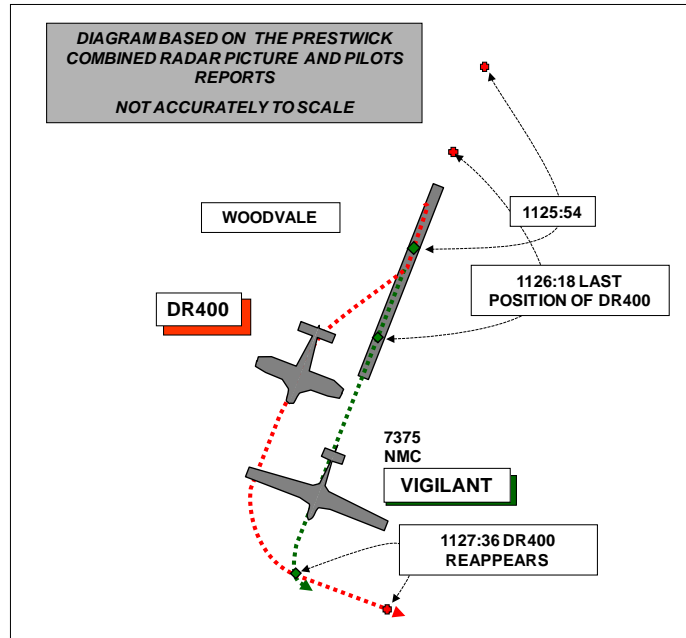 DIAGRAM BASED ON THE PRESTWICK
COMBINED RADAR PICTURE AND PILOTS
REPORTS
NOT ACCURATELY TO SCALE
WOODVALE
1125:54
1126:18 LAST
POSITION OF DR400
DR400
7375
NMC
VIGILANT
1127:36 DR400
REAPPEARS